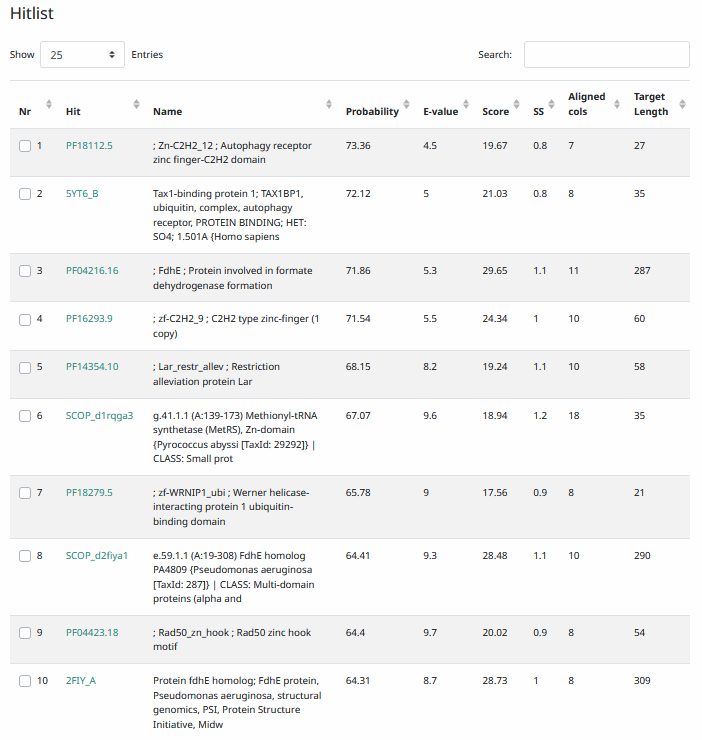 Hitlist
Show 25 Entries Search:
Nr Hit Name Probability E-value Score SS Aligned cols Target Length
1 PF18112.5 ; Zn-C2H2_12 ; Autophagy receptor 73.36 4.5 19.67 0.8 7 27
zinc finger-C2H2 domain
2 5YT6_B Tax1-binding protein 1; TAX1BP1, 72.12 5 21.03 0.8 8 35
ubiquitin, complex, autophagy
receptor, PROTEIN BINDING; HET:
SO4; 1.501A {Homo sapiens
3 PF04216.16 ; FdhE ; Protein involved in formate 71.86 5.3 29.65 1.1 11 287
dehydrogenase formation
4 PF16293.9 ; zf-C2H2_9 ; C2H2 type zinc-finger (1 71.54 5.5 24.34 1 10 60
copy)
5 PF14354.10 ; Lar_restr_allev ; Restriction 68.15 8.2 19.24 1.1 10 58
alleviation protein Lar
6 SCOP_d1rqga3 g.41.1.1 (A:139-173) Methionyl-tRNA 67.07 9.6 18.94 1.2 18 35
synthetase (MetRS), Zn-domain
{Pyrococcus abyssi [TaxId: 29292]} |
CLASS: Small prot
7 PF18279.5 ; zf-WRNIP1_ubi ; Werner helicase- 65.78 9 17.56 0.9 8 21
interacting protein 1 ubiquitin-
binding domain
8 SCOP_d2fiya1 e.59.1.1 (A:19-308) FdhE homolog 64.41 9.3 28.48 1.1 10 290
PA4809 {Pseudomonas aeruginosa
[TaxId: 287]} | CLASS: Multi-domain
proteins (alpha and
9 PF04423.18 ; Rad50_zn_hook ; Rad50 zinc hook 64.4 9.7 20.02 0.9 8 54
motif
10 2FIY_A Protein fdhE homolog; FdhE protein, 64.31 8.7 28.73 1 8 309
Pseudomonas aeruginosa, structural
genomics, PSI, Protein Structure
Initiative, Midw